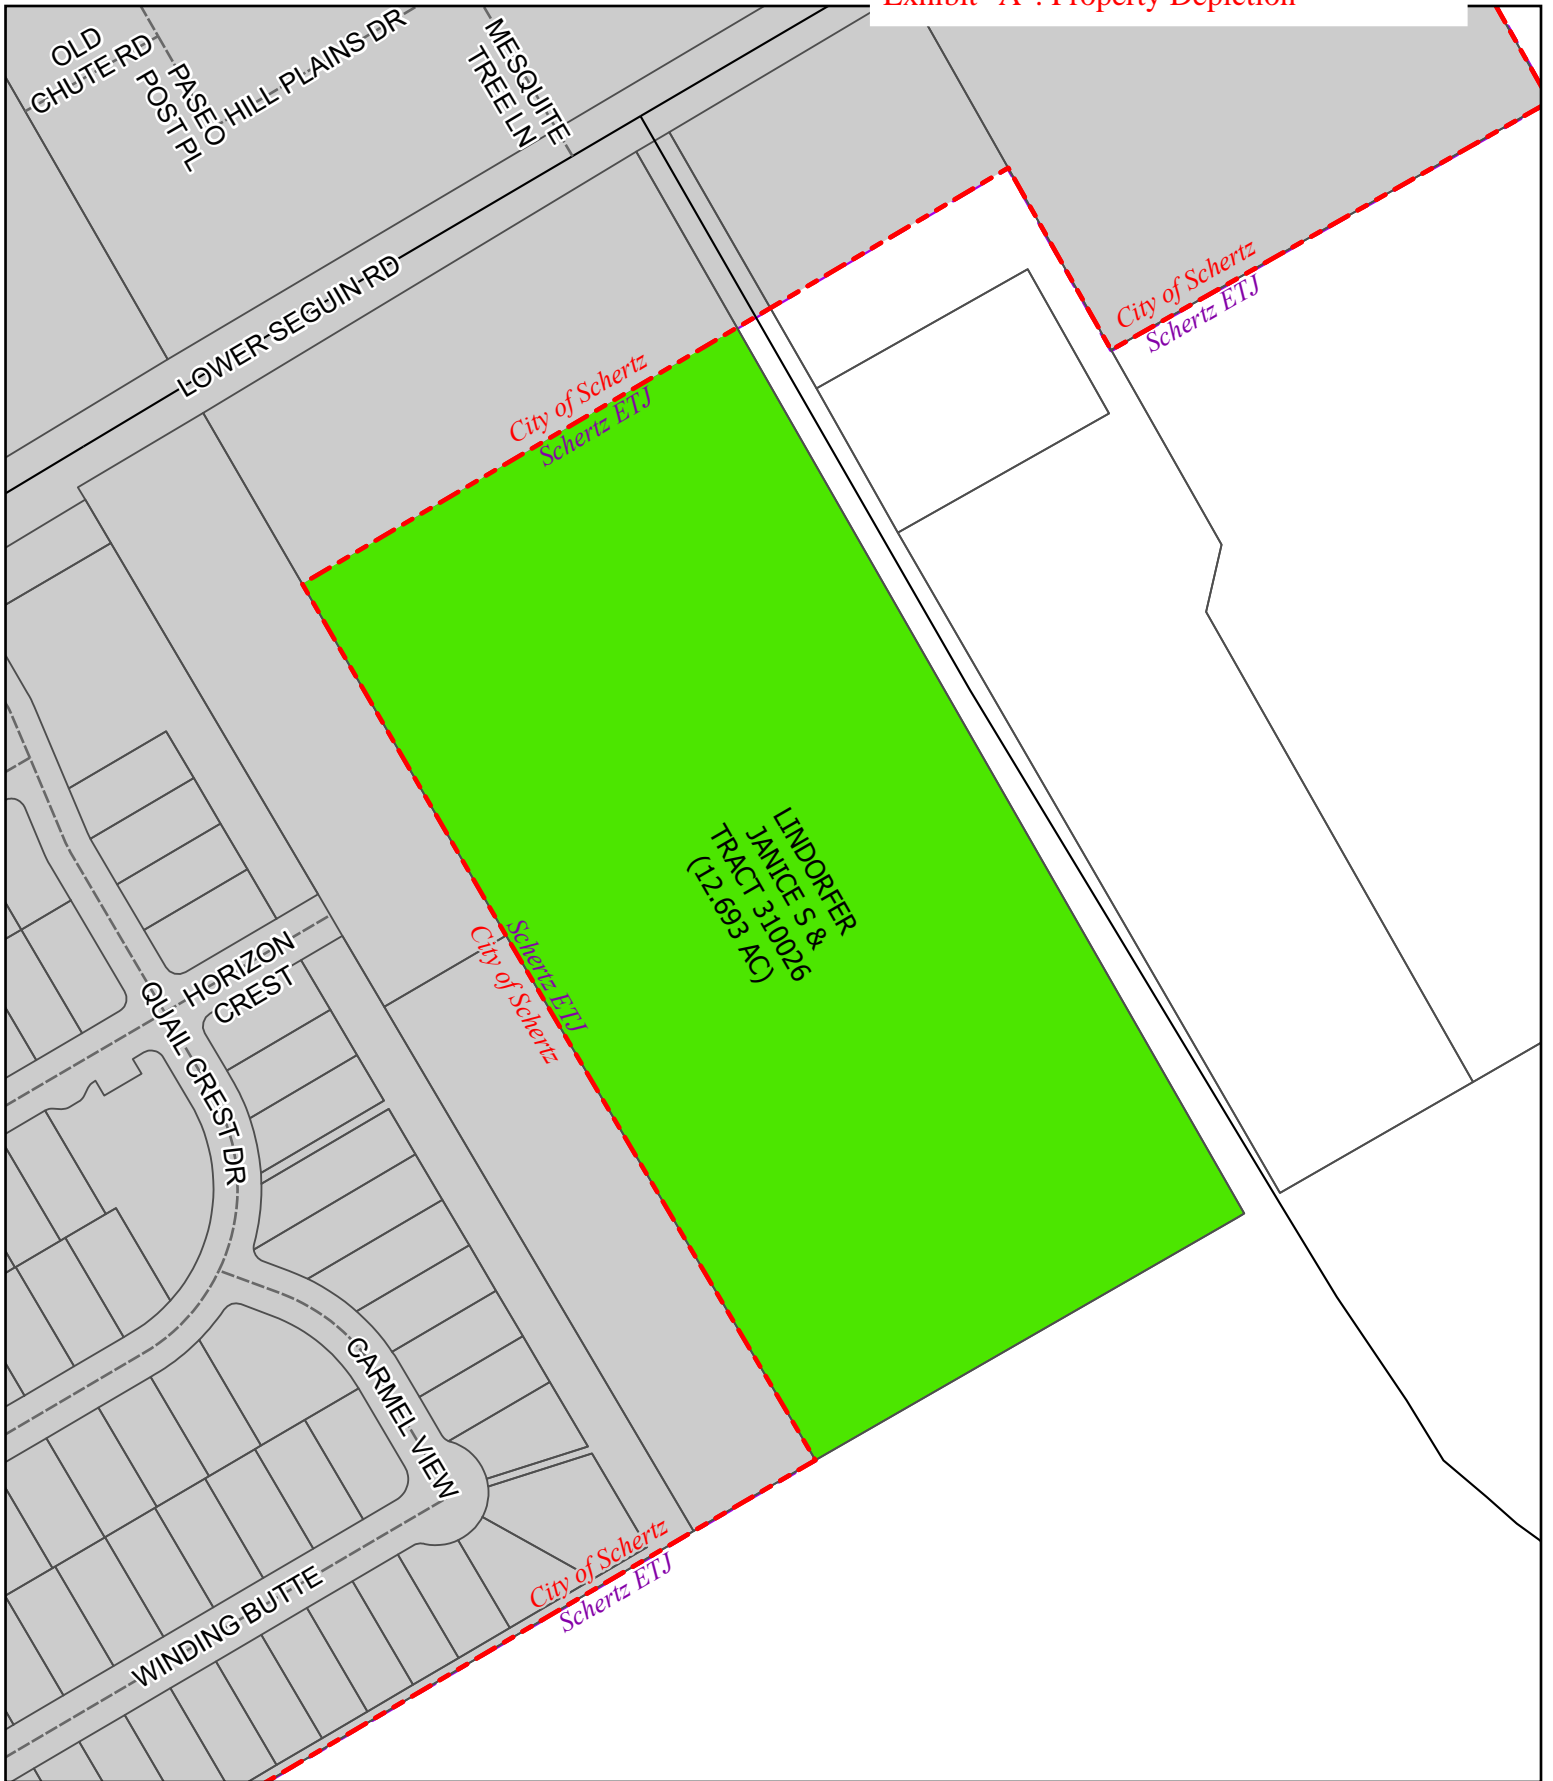 Exhibit "A": Property Depiction
OLD
CHUTE RD
PASEO
POST PL
HILL PLAINS DR
MESQUITE
TREE LN
LOWER SEGUIN RD
City of Schertz
Schertz ETJ
City of Schertz
Schertz ETJ
LINDORFER
JANICE S &
TRACT 310026
(12.693 AC)
Schertz ETJ
City of Schertz
HORIZON
CREST
QUAIL CREST DR
CARMEL VIEW
City of Schertz
Schertz ETJ
WINDING BUTTE